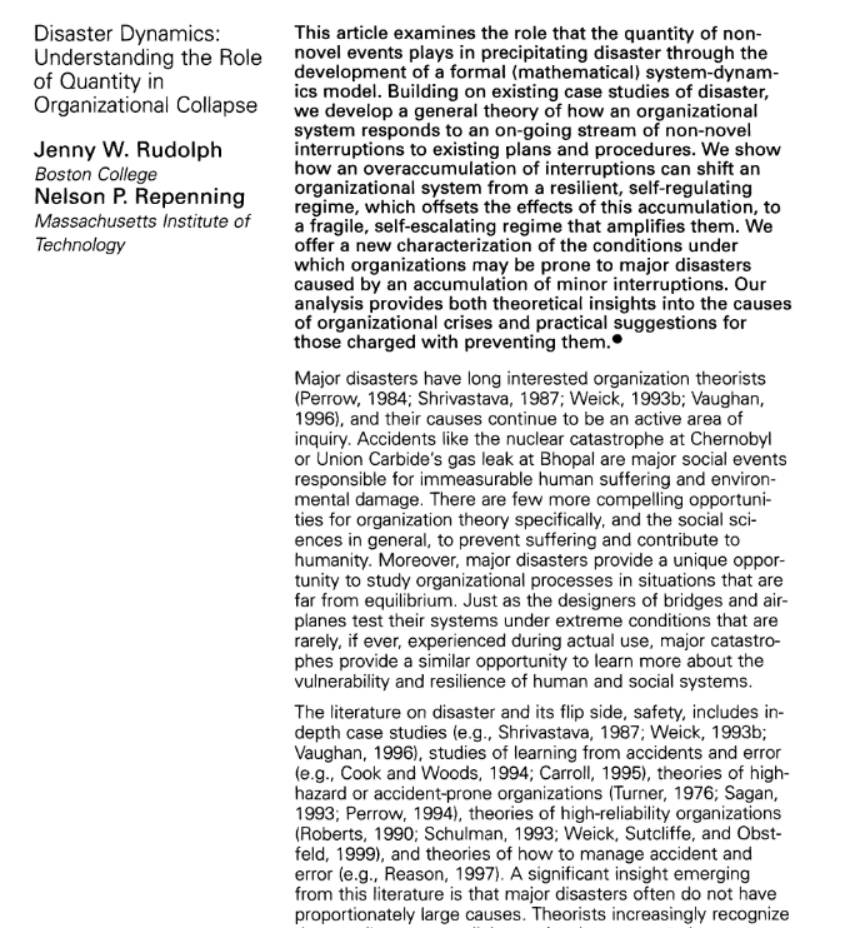 Disaster Dynamics:
Understanding the Role
of Quantity in
Organizational Collapse
Jenny W. Rudolph
Boston College
Nelson P. Repenning
Massachusetts Institute of
Technology
This article examines the role that the quantity of non-
novel events plays in precipitating disaster through the
development of a formal (mathematical) system-dynam-
ics model. Building on existing case studies of disaster,
we develop a general theory of how an organizational
system responds to an on-going stream of non-novel
interruptions to existing plans and procedures. We show
how an overaccumulation of interruptions can shift an
organizational system from a resilient, self-regulating
regime, which offsets the effects of this accumulation, to
a fragile, self-escalating regime that amplifies them. We
offer a new characterization of the conditions under
which organizations may be prone to major disasters
caused by an accumulation of minor interruptions. Our
analysis provides both theoretical insights into the causes
of organizational crises and practical suggestions for
those charged with preventing them.●
Major disasters have long interested organization theorists
(Perrow, 1984; Shrivastava, 1987; Weick, 1993b; Vaughan,
1996), and their causes continue to be an active area of
inquiry. Accidents like the nuclear catastrophe at Chernobyl
or Union Carbide's gas leak at Bhopal are major social events
responsible for immeasurable human suffering and environ-
mental damage. There are few more compelling opportuni-
ties for organization theory specifically, and the social sci-
ences in general, to prevent suffering and contribute to
humanity. Moreover, major disasters provide a unique oppor-
tunity to study organizational processes in situations that are
far from equilibrium. Just as the designers of bridges and air-
planes test their systems under extreme conditions that are
rarely, if ever, experienced during actual use, major catastro-
phes provide a similar opportunity to learn more about the
vulnerability and resilience of human and social systems.
The literature on disaster and its flip side, safety, includes in-
depth case studies (e.g., Shrivastava, 1987; Weick, 1993b;
Vaughan, 1996), studies of learning from accidents and error
(e.g., Cook and Woods, 1994; Carroll, 1995), theories of high-
hazard or accident-prone organizations (Turner, 1976; Sagan,
1993; Perrow, 1994), theories of high-reliability organizations
(Roberts, 1990; Schulman, 1993; Weick, Sutcliffe, and Obst-
feld, 1999), and theories of how to manage accident and
error (e.g., Reason, 1997). A significant insight emerging
from this literature is that major disasters often do not have
proportionately large causes. Theorists increasingly recognize